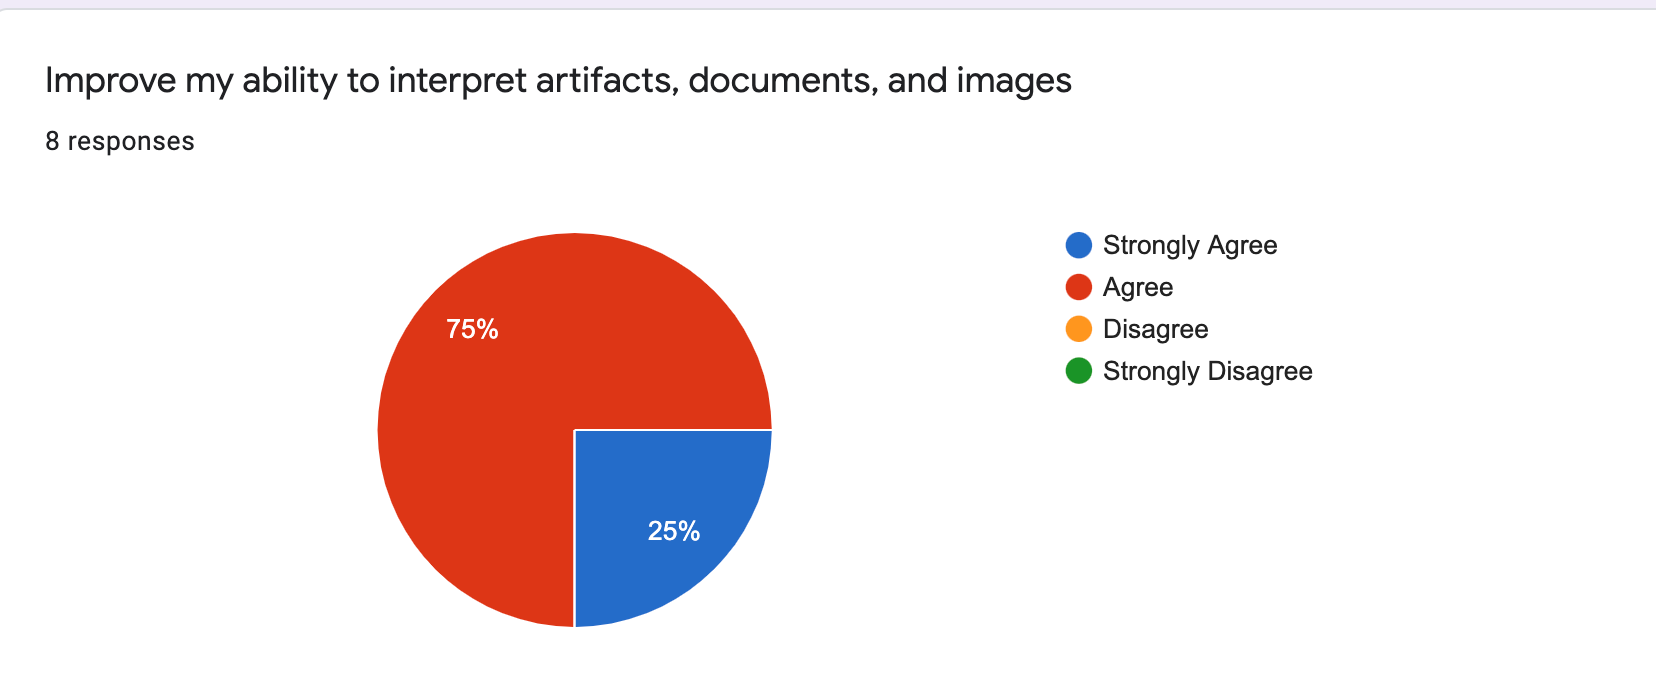 Improve my ability to interpret artifacts, documents, and images
8 responses
75%
25%
Strongly Agree
Agree
Disagree
Strongly Disagree